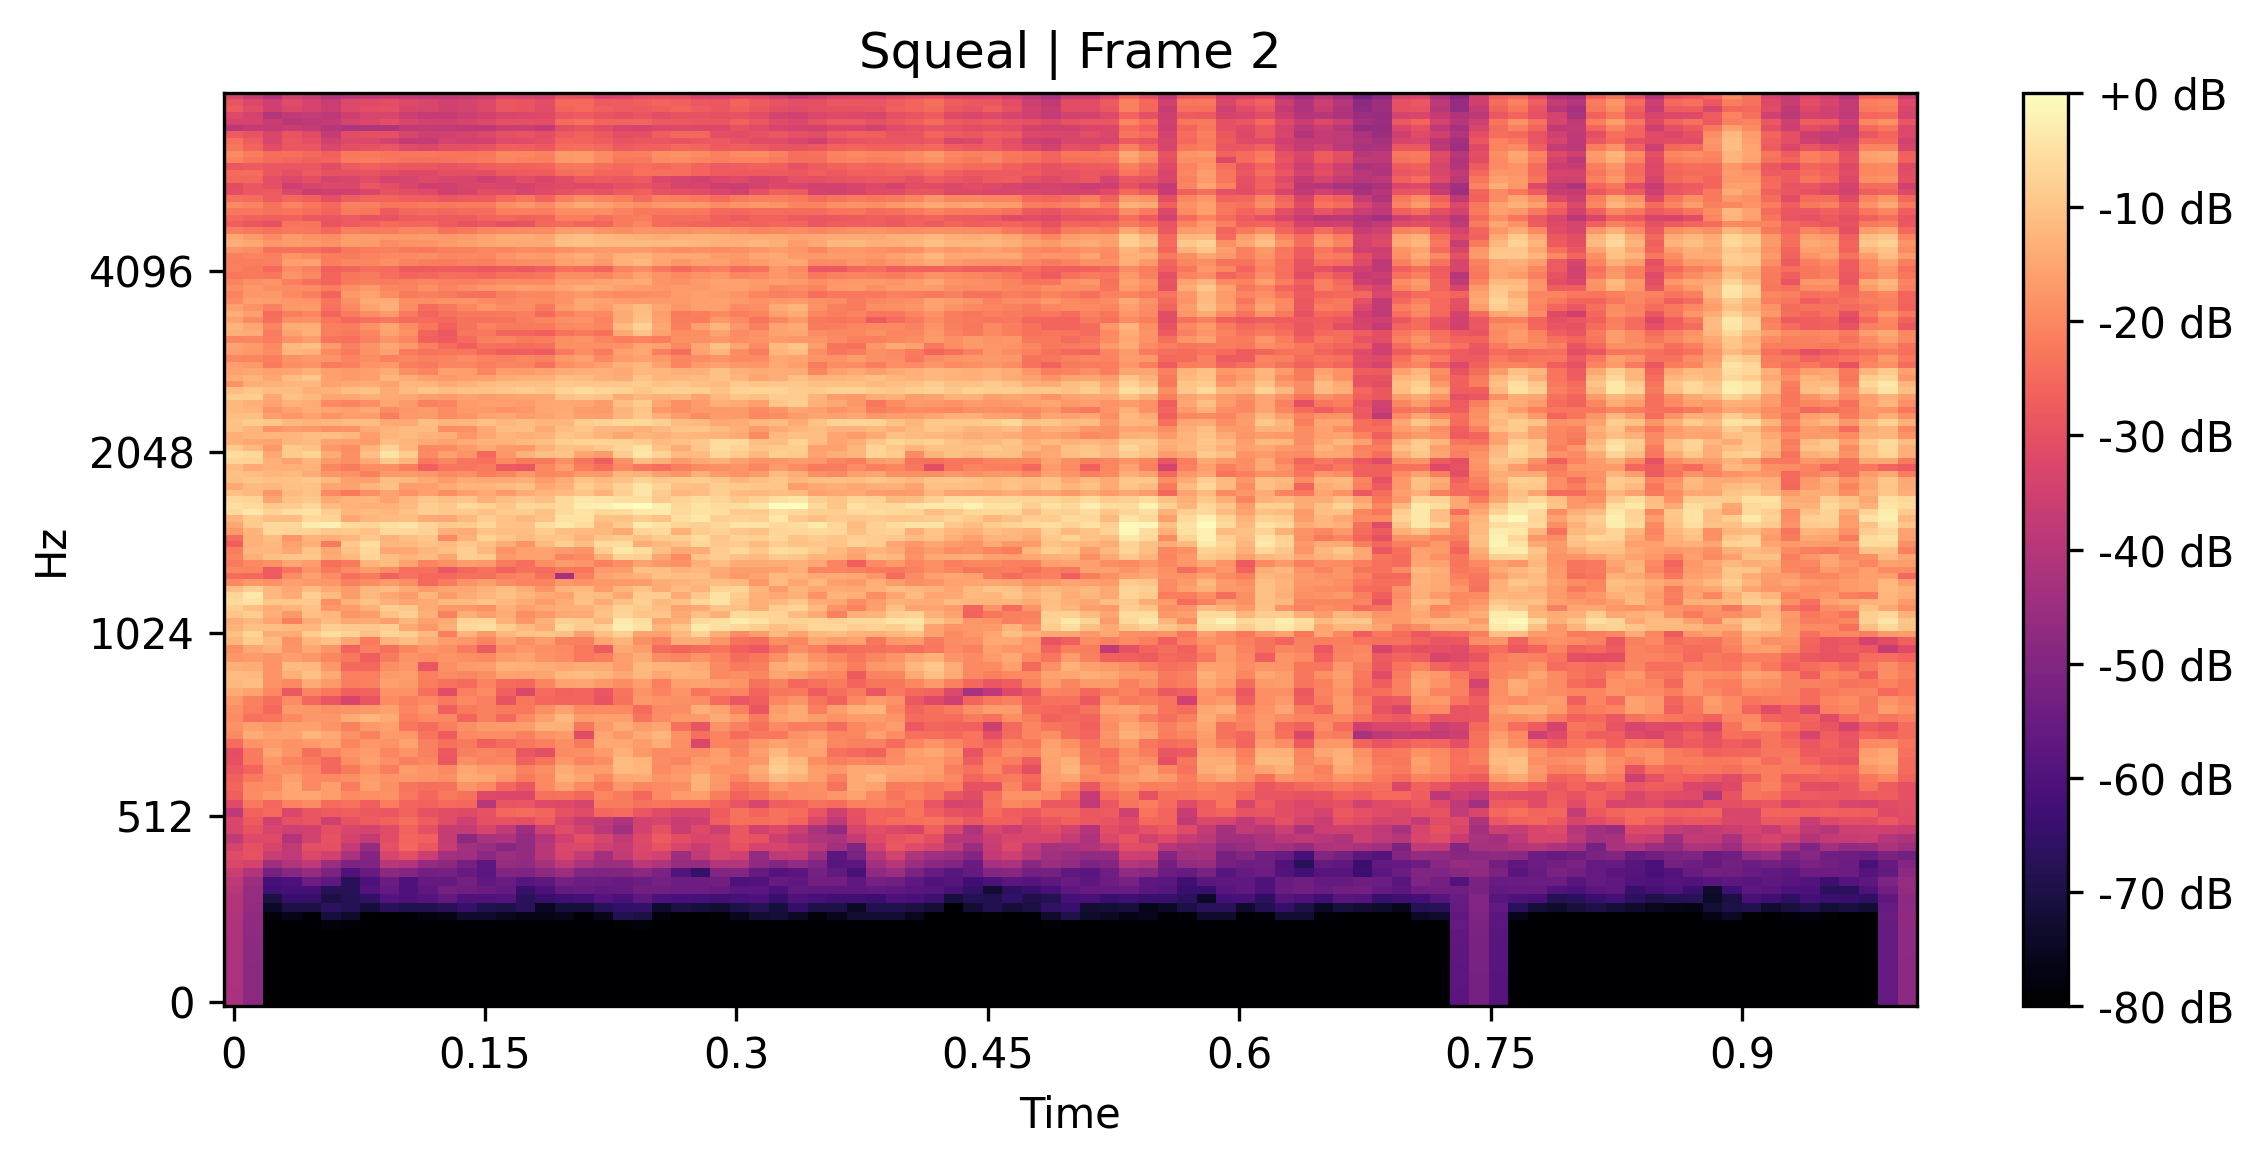 Squeal | Frame 2
+0 dB
-10 dB
-20 dB
-30 dB
-40 dB
-50 dB
-60 dB
-70 dB
-80 dB
Hz
4096
2048
1024
512
0
0 0.15 0.3 0.45 0.6 0.75 0.9
Time